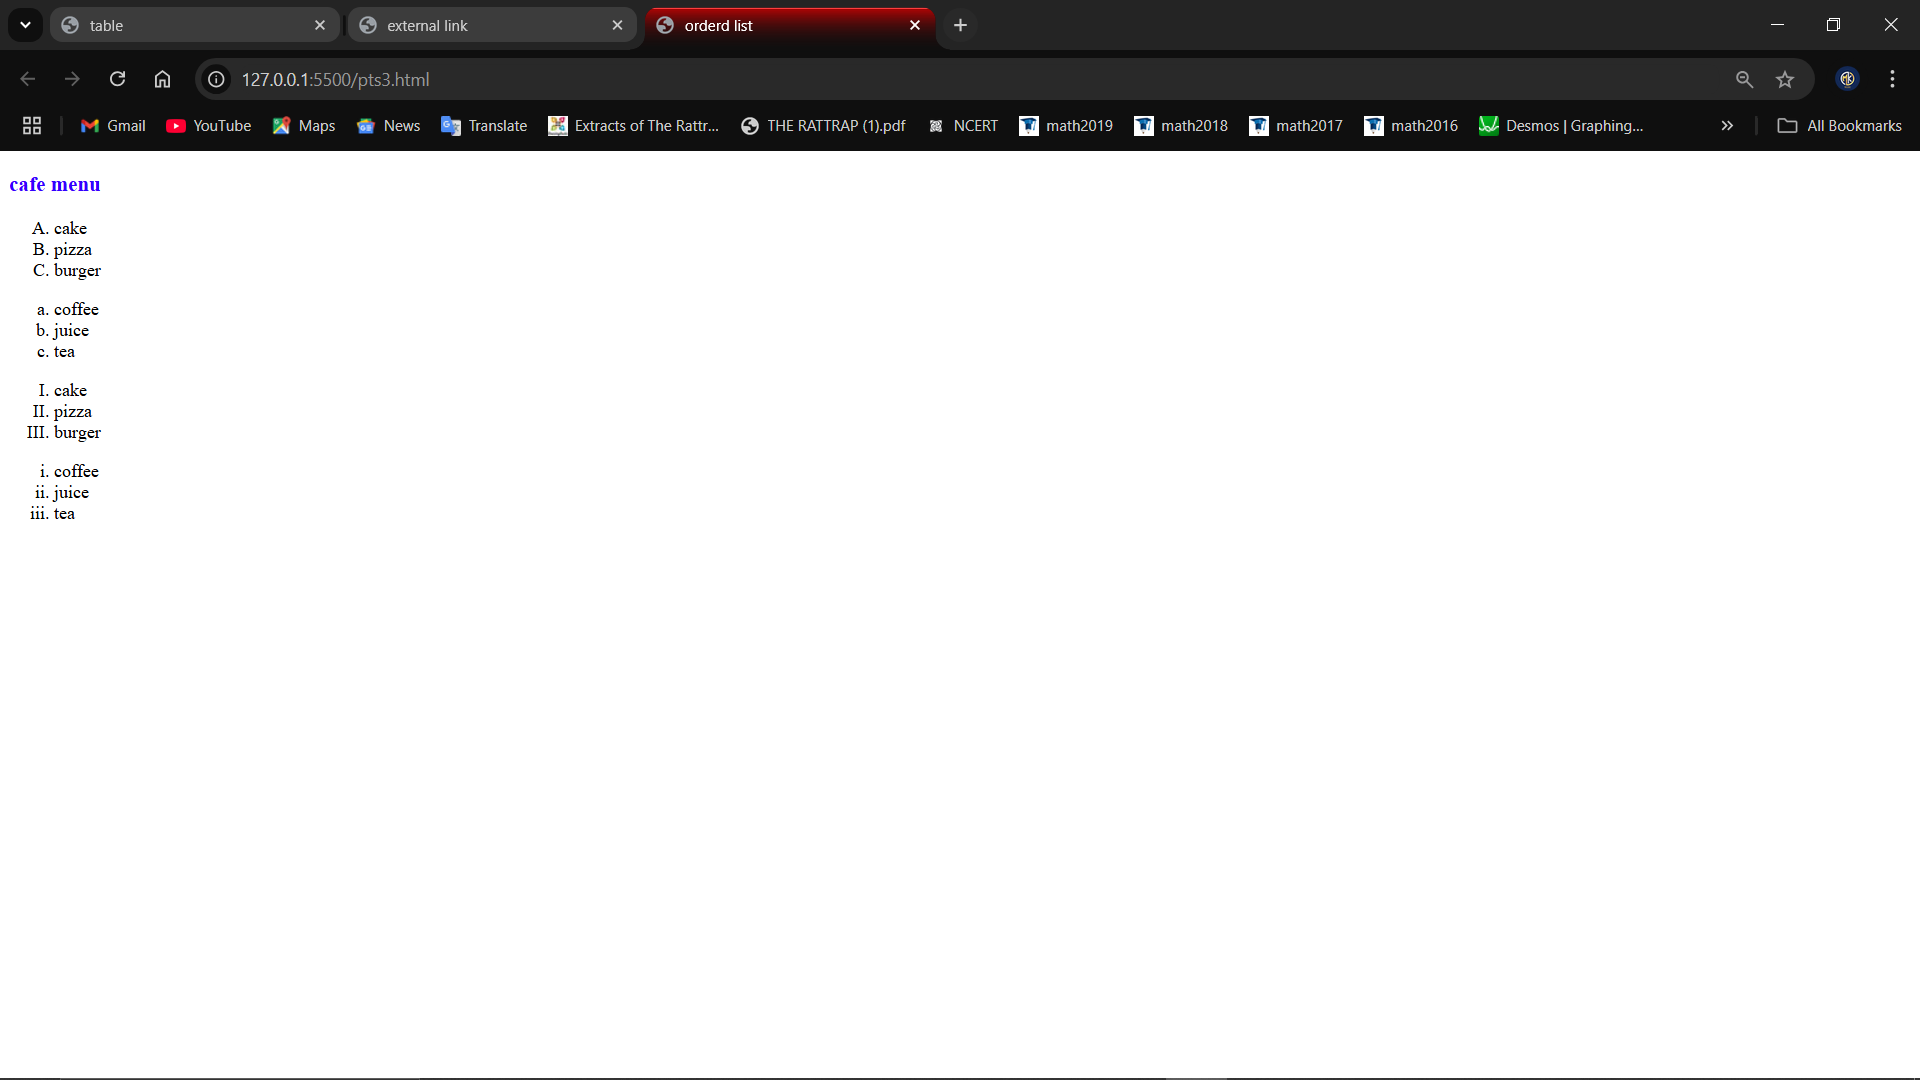 table
external link
orderd list
127.0.0.1:5500/pts3.html
Gmail
YouTube
Maps
News
Translate
Extracts of The Rattr...
THE RATTRAP (1).pdf
NCERT
math2019
math2018
math2017
math2016
Desmos | Graphing...
All Bookmarks
cafe menu
A. cake
B. pizza
C. burger
a. coffee
b. juice
c. tea
I. cake
II. pizza
III. burger
i. coffee
ii. juice
iii. tea